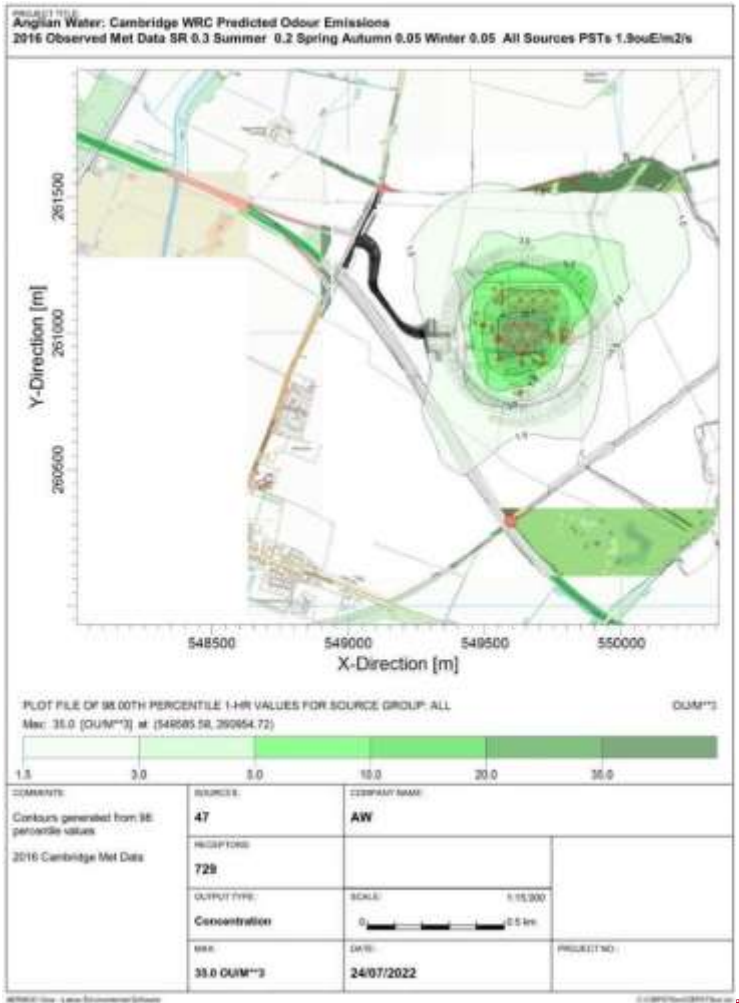 PROJECT TITLE:
Anglian Water: Cambridge WRC Predicted Odour Emissions
2016 Observed Met Data SR 0.3 Summer 0.2 Spring Autumn 0.05 Winter 0.05 All Sources PSTs 1.9ouE/m2/s
Y-Direction [m]
261500
261000
260500
548500 549000 549500 550000
X-Direction [m]
PLOT FILE OF 98.00TH PERCENTILE 1-HR VALUES FOR SOURCE GROUP: ALL
OU/M**3
Max: 35.0 [OU/M**3] at (549585.58, 260954.72)
1.5 3.0 5.0 10.0 20.0 35.0
COMMENTS:
Contours generated from 98 percentile values
2016 Cambridge Met Data
SOURCES:
47
COMPANY NAME:
AW
RECEPTORS:
729
OUTPUT TYPE:
Concentration
SCALE:
1:15,000
0 0.5 km
MAX:
35.0 OU/M**3
DATE:
24/07/2022
PROJECT NO.:
AERMOD View - Lakes Environmental Software